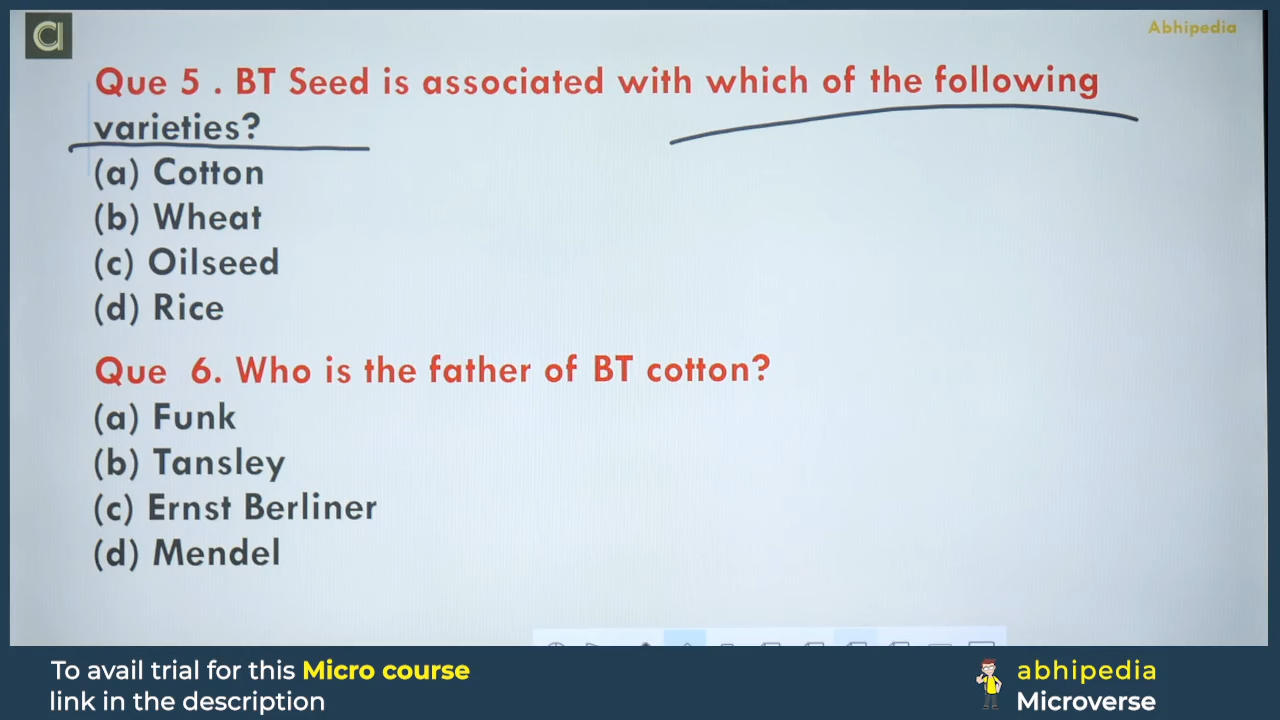 Abhipedia
Que 5 . BT Seed is associated with which of the following
varieties?
(a) Cotton
(b) Wheat
(c) Oilseed
(d) Rice
Que 6. Who is the father of BT cotton?
(a) Funk
(b) Tansley
(c) Ernst Berliner
(d) Mendel
To avail trial for this Micro course
link in the description
abhipedia
Microverse